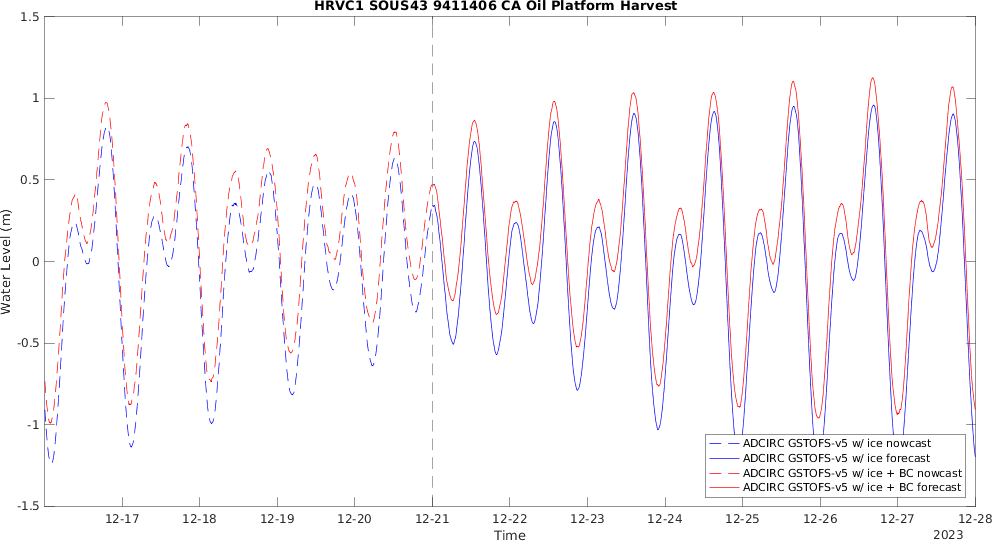 HRVC1 SOUS43 9411406 CA Oil Platform Harvest
1.5
1
0.5
0
-0.5
-1
-1.5
Water Level (m)
ADCIRC GSTOFS-v5 w/ ice nowcast
ADCIRC GSTOFS-v5 w/ ice forecast
ADCIRC GSTOFS-v5 w/ ice + BC nowcast
ADCIRC GSTOFS-v5 w/ ice + BC forecast
12-17 12-18 12-19 12-20 12-21 12-22 12-23 12-24 12-25 12-26 12-27 12-28
Time
2023